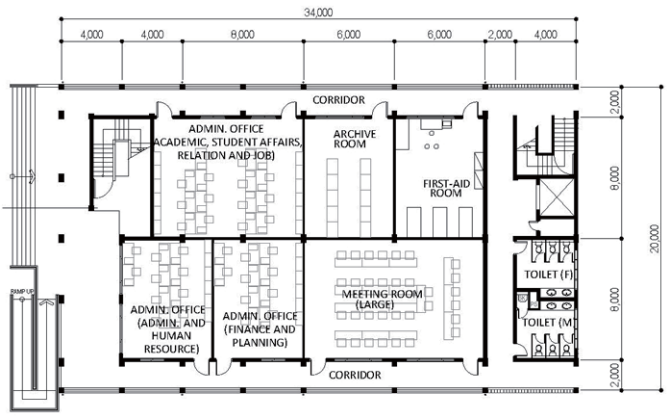 34,000
4,000 4,000 8,000 6,000 6,000 2,000 4,000
CORRIDOR
2,000
ADMIN. OFFICE
ACADEMIC, STUDENT AFFAIRS,
RELATION AND JOB)
ARCHIVE
ROOM
FIRST-AID
ROOM
8,000
20,000
RAMP UP
ADMIN. OFFICE
(ADMIN. AND
HUMAN
RESOURCE)
ADMIN. OFFICE
(FINANCE AND
PLANNING)
MEETING ROOM
(LARGE)
TOILET (F)
TOILET (M)
8,000
CORRIDOR
2,000